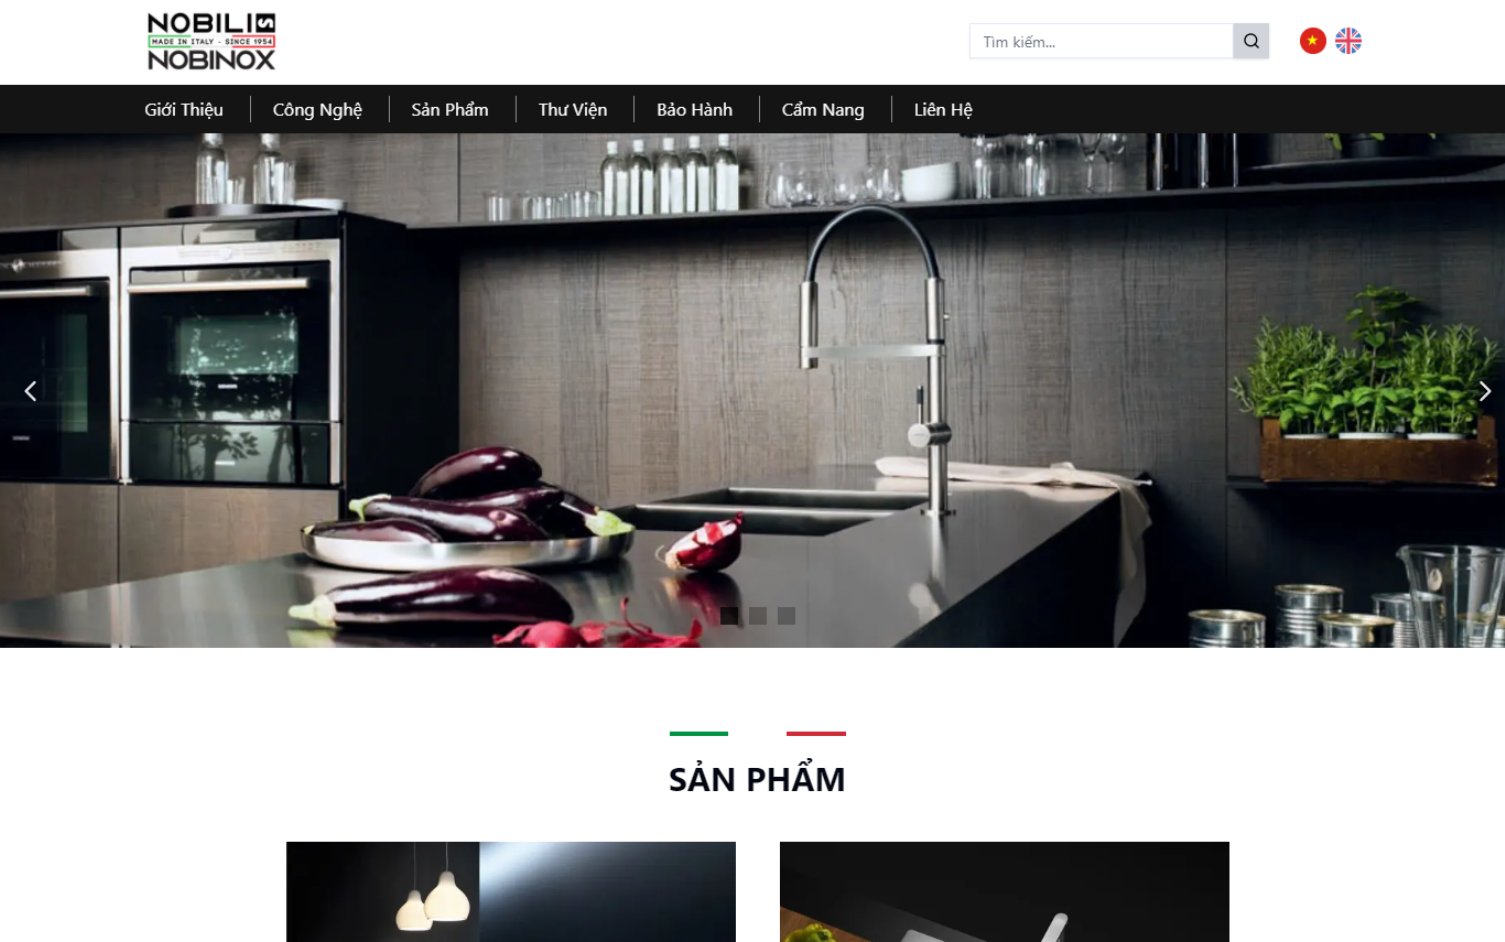 NOBILI S
MADE IN ITALY - SINCE 1954
NOBINOX
Tìm kiếm...
Giới Thiệu
Công Nghệ
Sản Phẩm
Thư Viện
Bảo Hành
Cẩm Nang
Liên Hệ
SẢN PHẨM